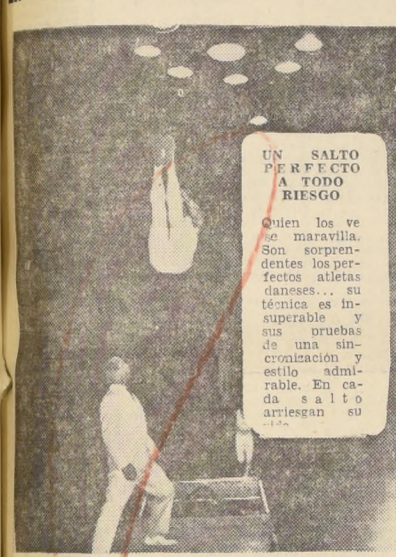 UN SALTO
PERFECTO
A TODO
RIESGO
Quien los ve
se maravilla.
Son sorpren-
dentes los per-
fectos atletas
daneses... su
técnica es in-
superable y
sus pruebas
de una sin-
cronización y
estilo admi-
rable. En ca-
da salto
arriesgan su